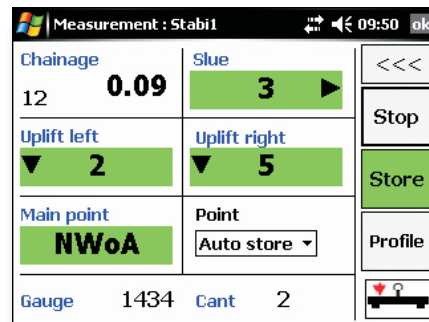 Measurement : Stabi1 09:50 ok
Chainage
12 0.09
Slue
3
<<<
Stop
Uplift left
2
Uplift right
5
Store
Main point
NWoA
Point
Auto store
Profile
Gauge 1434 Cant 2